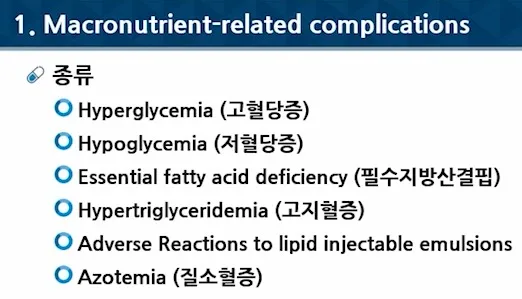 1. Macronutrient-related complications
종류
Hyperglycemia (고혈당증)
Hypoglycemia (저혈당증)
Essential fatty acid deficiency (필수지방산결핍)
Hypertriglyceridemia (고지혈증)
Adverse Reactions to lipid injectable emulsions
Azotemia (질소혈증)